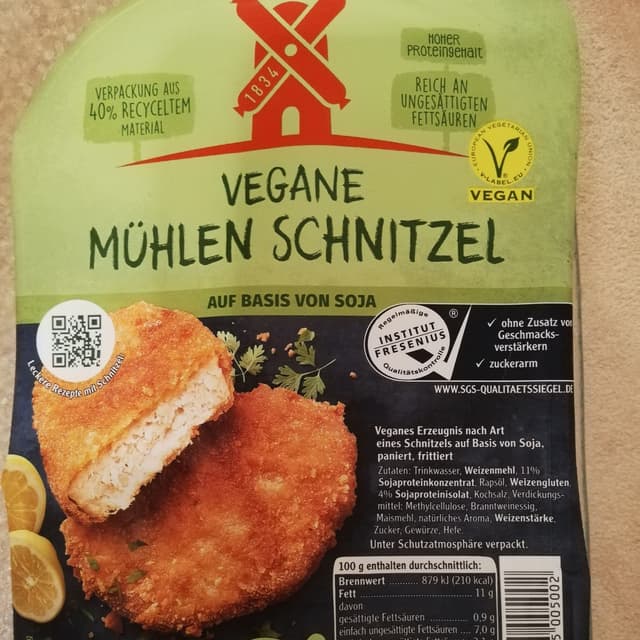 1834
VERPACKUNG AUS
40% RECYCELTEM
MATERIAL
HOHER
PROTEINGEHALT
REICH AN
UNGESÄTTIGTEN
FETTSÄUREN
EUROPEAN VEGETARIAN UNION
V-LABEL.EU
VEGAN
VEGANE
MÜHLEN SCHNITZEL
AUF BASIS VON SOJA
Leckere Rezepte mit Schnitzel
Regelmäßige
INSTITUT
FRESENIUS
Qualitätskontrolle
®
✓ ohne Zusatz von
Geschmacks-
verstärkern
✓ zuckerarm
WWW.SGS-QUALITAETSSIEGEL.DE
Veganes Erzeugnis nach Art
eines Schnitzels auf Basis von Soja,
paniert, frittiert
Zutaten: Trinkwasser, Weizenmehl, 11%
Sojaproteinkonzentrat, Rapsöl, Weizengluten,
4% Sojaproteinisolat, Kochsalz, Verdickungs-
mittel: Methylcellulose, Branntweinessig,
Maismehl, natürliches Aroma, Weizenstärke,
Zucker, Gewürze, Hefe.
Unter Schutzatmosphäre verpackt.
100 g enthalten durchschnittlich:
Brennwert ........ 879 kJ (210 kcal)
Fett ........ 11 g
davon
gesättigte Fettsäuren ........ 0,9 g
einfach ungesättigte Fettsäuren .... 7,0 g
5 005002